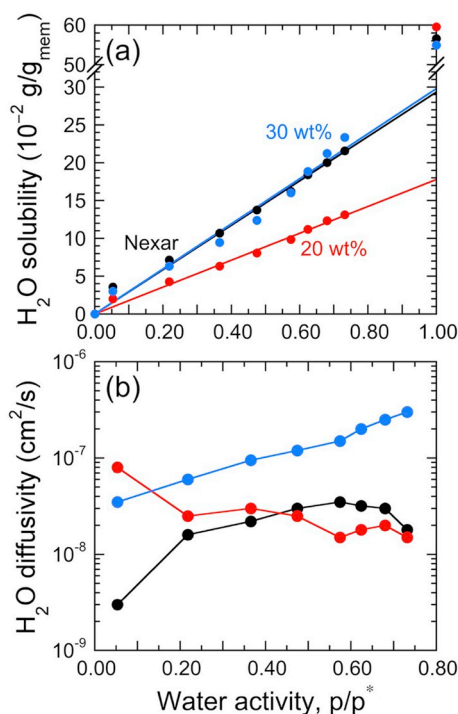 (a)
H₂O solubility (10⁻² g/g_mem)
60
50
30
25
20
15
10
5
0
30 wt%
Nexar
20 wt%
0.00 0.20 0.40 0.60 0.80 1.00
(b)
H₂O diffusivity (cm²/s)
10⁻⁶
10⁻⁷
10⁻⁸
10⁻⁹
0.00 0.20 0.40 0.60 0.80
Water activity, p/p*